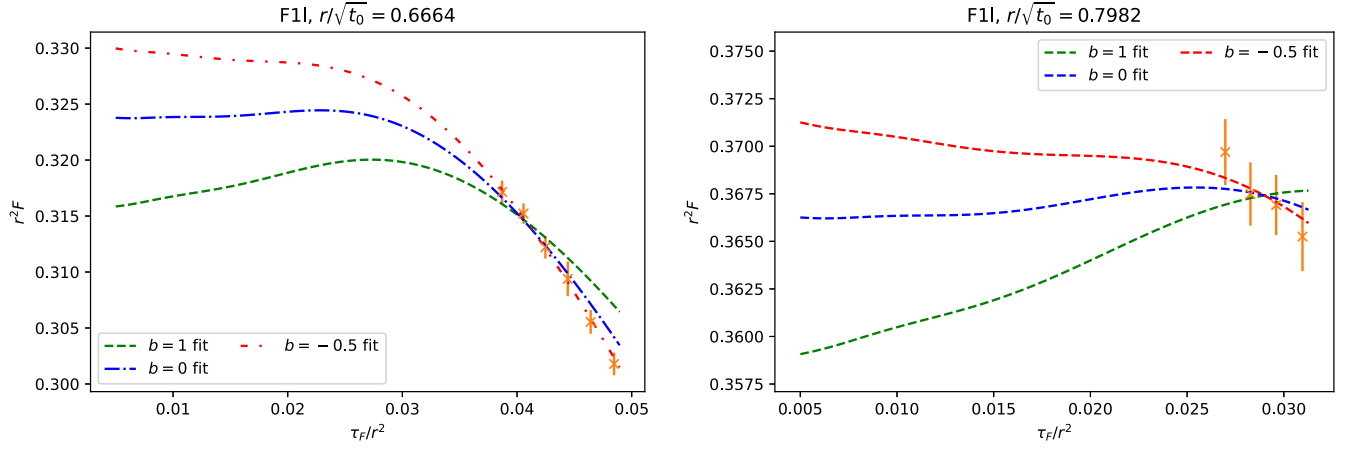 F1l, r/√t₀ = 0.6664
r²F
0.330
0.325
0.320
0.315
0.310
0.305
0.300
b = 1 fit
b = 0 fit
b = −0.5 fit
0.01 0.02 0.03 0.04 0.05
τ_F/r²
F1l, r/√t₀ = 0.7982
r²F
0.3750
0.3725
0.3700
0.3675
0.3650
0.3625
0.3600
0.3575
b = 1 fit
b = 0 fit
b = −0.5 fit
0.005 0.010 0.015 0.020 0.025 0.030
τ_F/r²